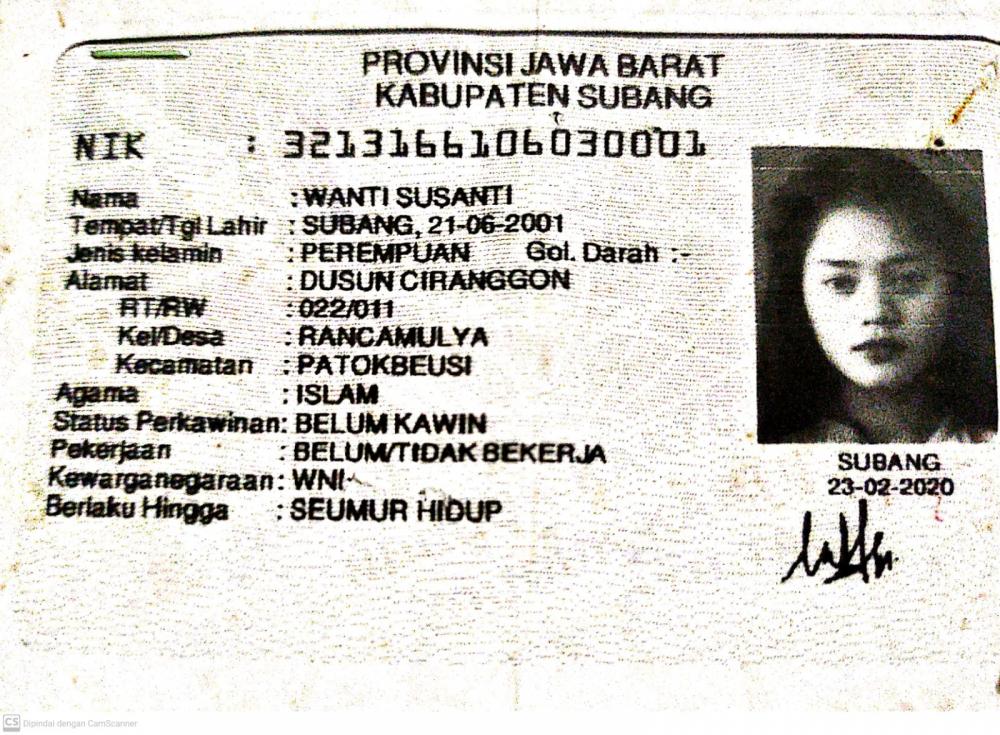 PROVINSI JAWA BARAT
KABUPATEN SUBANG
NIK : 3213166106030001
Nama : WANTI SUSANTI
Tempat/Tgl Lahir : SUBANG, 21-06-2001
Jenis kelamin : PEREMPUAN Gol. Darah :-
Alamat : DUSUN CIRANGGON
RT/RW : 022/011
Kel/Desa : RANCAMULYA
Kecamatan : PATOKBEUSI
Agama : ISLAM
Status Perkawinan: BELUM KAWIN
Pekerjaan : BELUM/TIDAK BEKERJA
Kewarganegaraan: WNI
Berlaku Hingga : SEUMUR HIDUP
SUBANG
23-02-2020
CS Dipindai dengan CamScanner